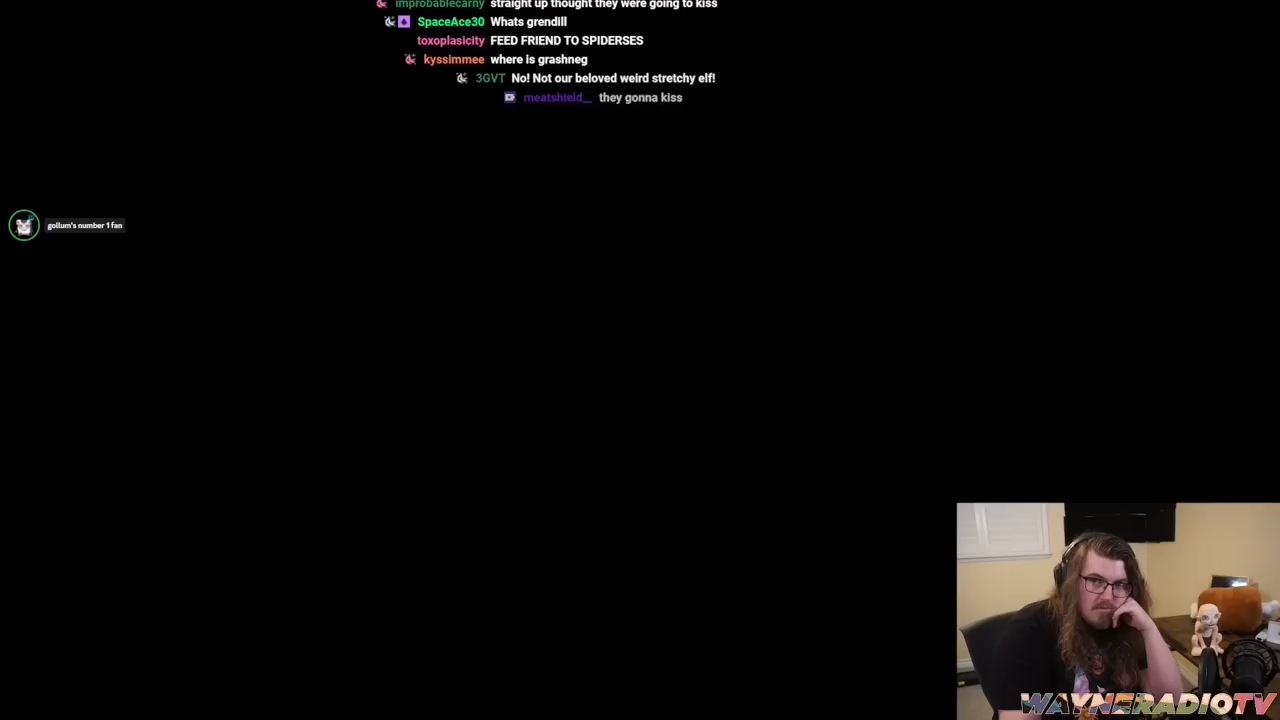 improbablecarny straight up thought they were going to kiss
SpaceAce30 Whats grendill
toxoplasicity FEED FRIEND TO SPIDERSES
kyssimmee where is grashneg
3GVT No! Not our beloved weird stretchy elf!
meatshield__ they gonna kiss
gollum's number 1 fan
WAYNERADIOTV